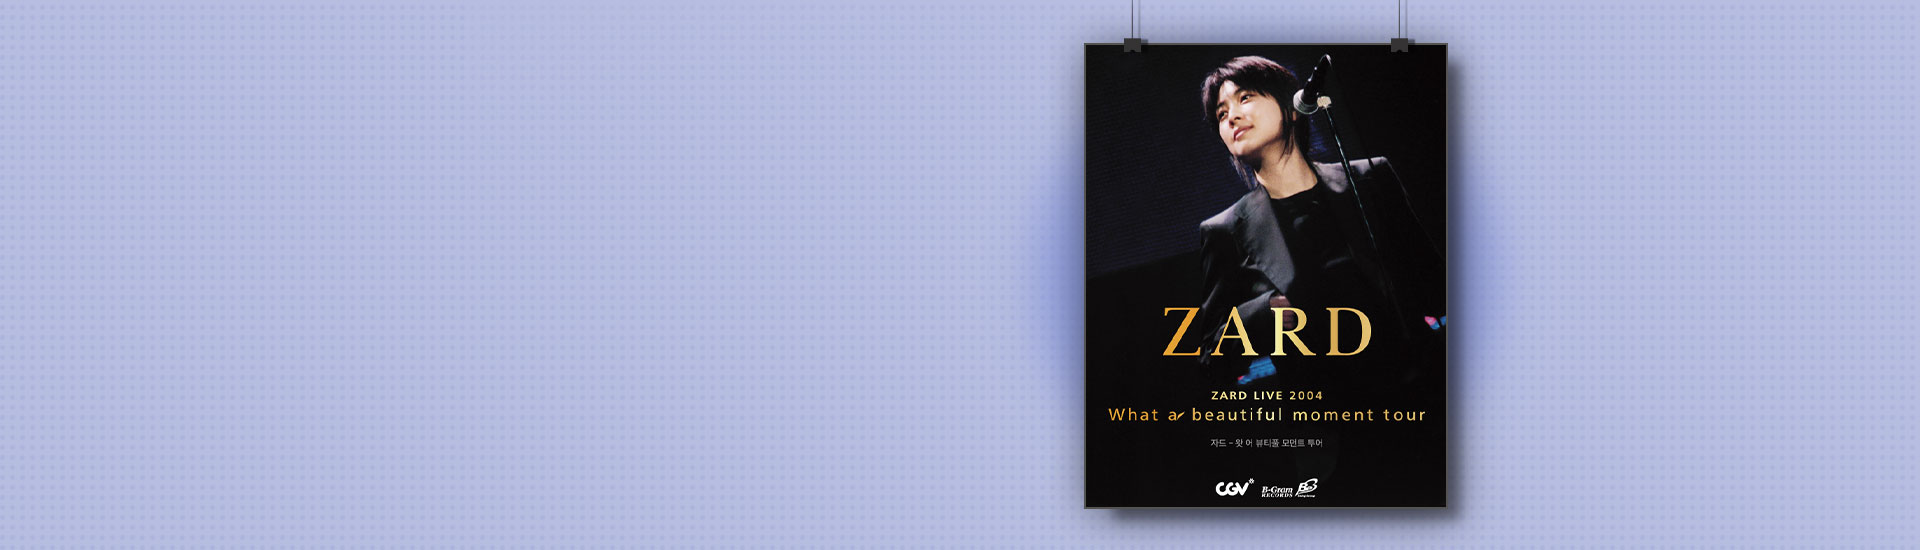 ZARD
ZARD LIVE 2004
What a beautiful moment tour
자드 - 왓 어 뷰티풀 모먼트 투어
CGV
B-Gram
RECORDS